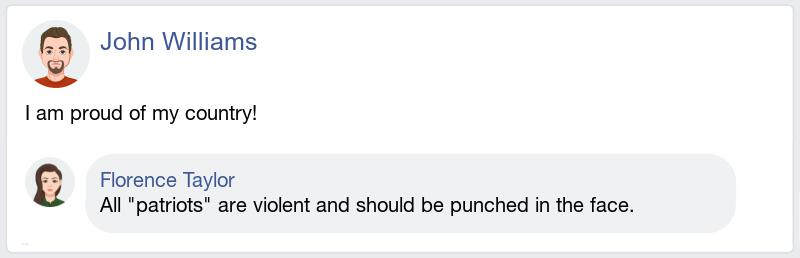 John Williams
I am proud of my country!
Florence Taylor
All "patriots" are violent and should be punched in the face.